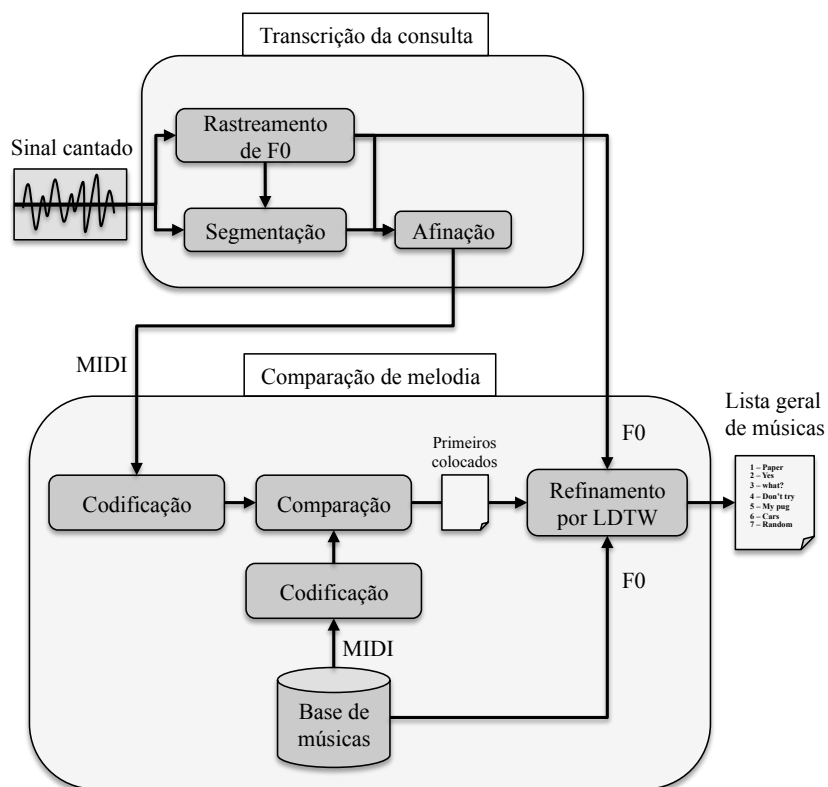 Transcrição da consulta
Sinal cantado
Rastreamento
de F0
Segmentação
Afinação
MIDI
Comparação de melodia
F0
Lista geral
de músicas
Primeiros
colocados
Codificação
Comparação
Refinamento
por LDTW
1 – Paper
2 – Yes
3 – what?
4 – Don't try
5 – My pug
6 – Cars
7 – Random
Codificação
F0
MIDI
Base de
músicas